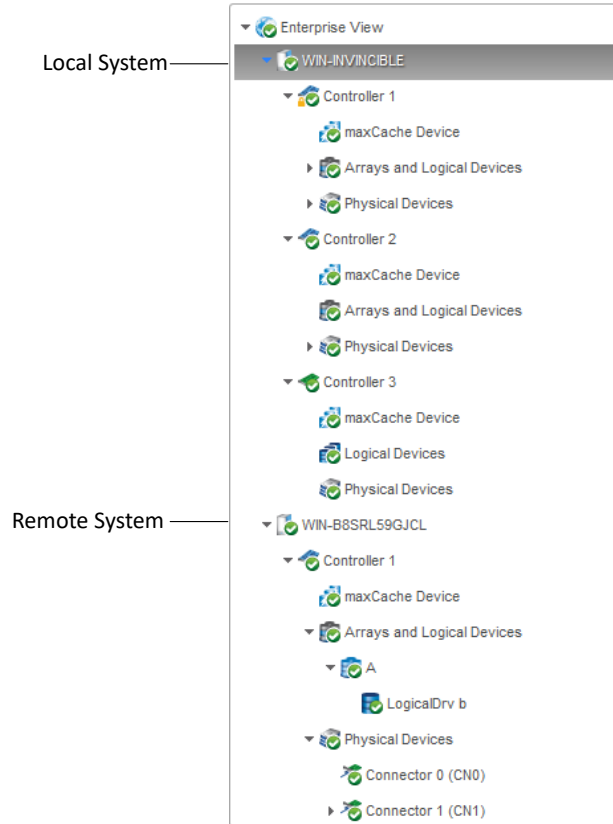 Enterprise View
Local System
WIN-INVINCIBLE
Controller 1
maxCache Device
Arrays and Logical Devices
Physical Devices
Controller 2
maxCache Device
Arrays and Logical Devices
Physical Devices
Controller 3
maxCache Device
Logical Devices
Physical Devices
Remote System
WIN-B8SRL59GJCL
Controller 1
maxCache Device
Arrays and Logical Devices
A
LogicalDrv b
Physical Devices
Connector 0 (CN0)
Connector 1 (CN1)